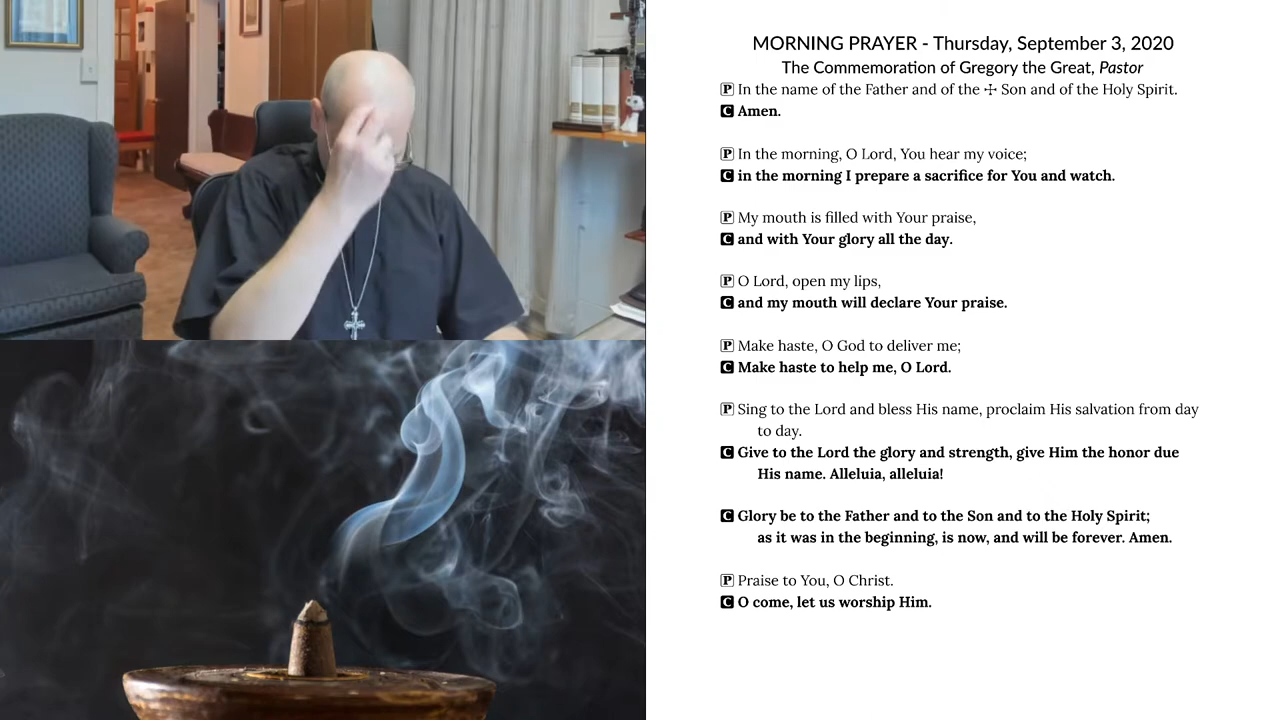 MORNING PRAYER - Thursday, September 3, 2020
The Commemoration of Gregory the Great, Pastor
P In the name of the Father and of the ☩ Son and of the Holy Spirit.
C Amen.
P In the morning, O Lord, You hear my voice;
C in the morning I prepare a sacrifice for You and watch.
P My mouth is filled with Your praise,
C and with Your glory all the day.
P O Lord, open my lips,
C and my mouth will declare Your praise.
P Make haste, O God to deliver me;
C Make haste to help me, O Lord.
P Sing to the Lord and bless His name, proclaim His salvation from day
to day.
C Give to the Lord the glory and strength, give Him the honor due
His name. Alleluia, alleluia!
C Glory be to the Father and to the Son and to the Holy Spirit;
as it was in the beginning, is now, and will be forever. Amen.
P Praise to You, O Christ.
C O come, let us worship Him.